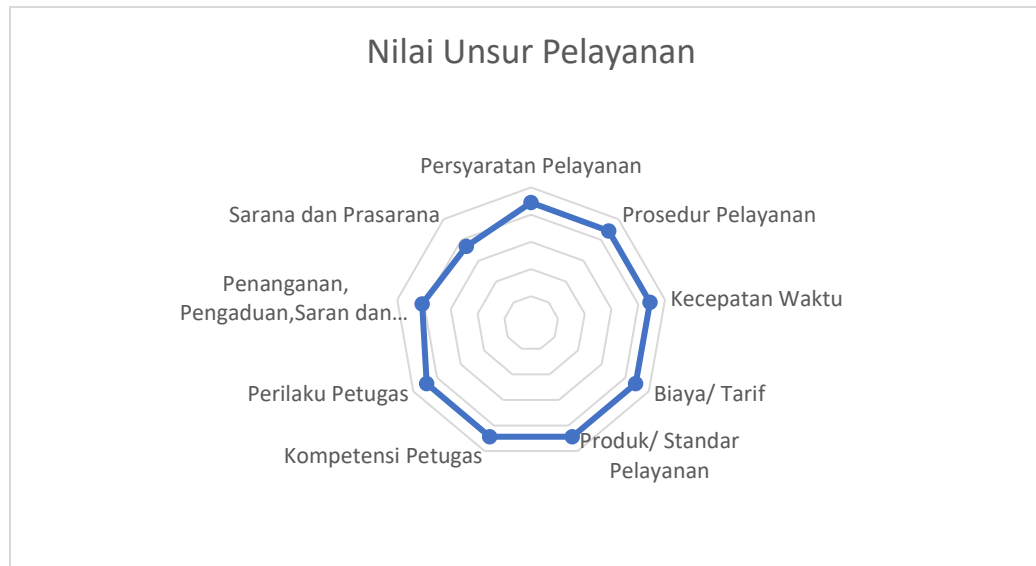 Nilai Unsur Pelayanan
Persyaratan Pelayanan
Prosedur Pelayanan
Kecepatan Waktu
Biaya/ Tarif
Produk/ Standar
Pelayanan
Kompetensi Petugas
Perilaku Petugas
Penanganan,
Pengaduan,Saran dan...
Sarana dan Prasarana